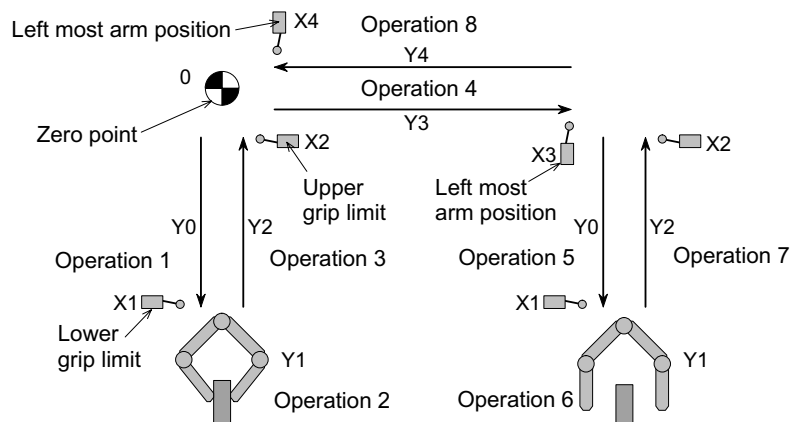 Left most arm position
X4
Operation 8
Y4
0
Operation 4
Zero point
Y3
X2
X3
X2
Upper
grip limit
Left most
arm position
Y0
Y2
Y0
Y2
Operation 1
Operation 3
Operation 5
Operation 7
X1
X1
Lower
grip limit
Y1
Y1
Operation 2
Operation 6